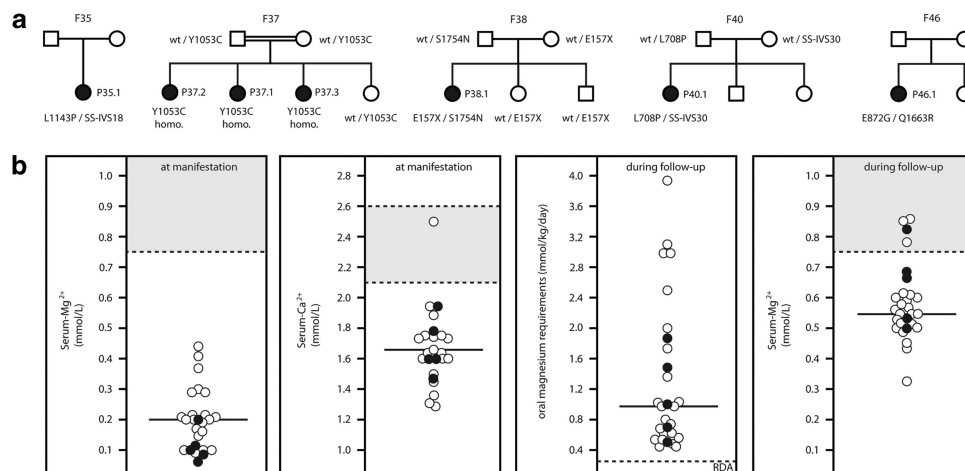 a
F35
P35.1
L1143P / SS-IVS18
F37
wt / Y1053C
wt / Y1053C
P37.2
P37.1
P37.3
Y1053C
homo.
Y1053C
homo.
Y1053C
homo.
wt / Y1053C
F38
wt / S1754N
wt / E157X
P38.1
E157X / S1754N
wt / E157X
wt / E157X
F40
wt / L708P
wt / SS-IVS30
P40.1
L708P / SS-IVS30
F46
P46.1
E872G / Q1663R
b
at manifestation
Serum-Mg2+
(mmol/L)
1.0
0.9
0.8
0.7
0.6
0.5
0.4
0.3
0.2
0.1
at manifestation
Serum-Ca2+
(mmol/L)
2.8
2.6
2.4
2.2
2.0
1.8
1.6
1.4
1.2
1.0
during follow-up
oral magnesium requirements (mmol/kg/day)
4.0
3.6
3.2
2.8
2.4
2.0
1.6
1.2
0.8
0.4
RDA
during follow-up
Serum-Mg2+
(mmol/L)
1.0
0.9
0.8
0.7
0.6
0.5
0.4
0.3
0.2
0.1